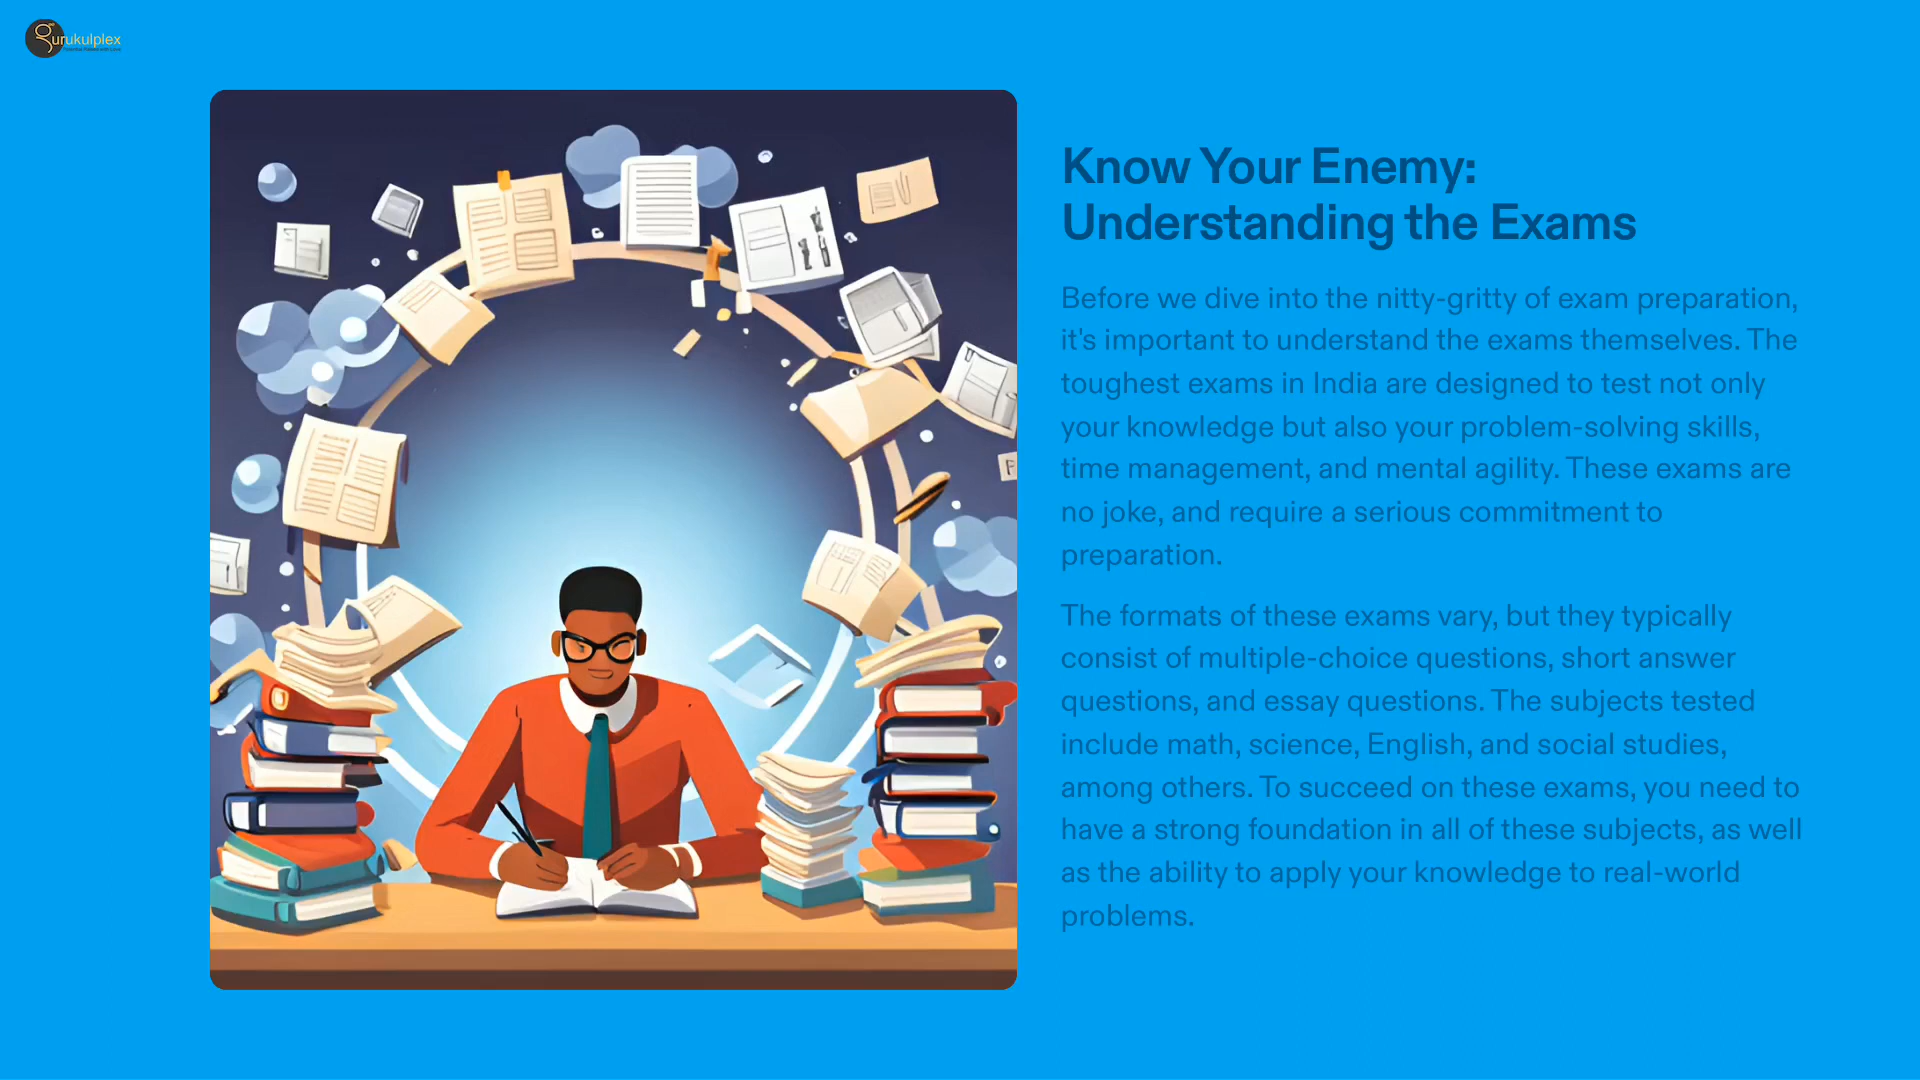 gurukulplex
Know Your Enemy:
Understanding the Exams
Before we dive into the nitty-gritty of exam preparation,
it's important to understand the exams themselves. The
toughest exams in India are designed to test not only
your knowledge but also your problem-solving skills,
time management, and mental agility. These exams are
no joke, and require a serious commitment to
preparation.
The formats of these exams vary, but they typically
consist of multiple-choice questions, short answer
questions, and essay questions. The subjects tested
include math, science, English, and social studies,
among others. To succeed on these exams, you need to
have a strong foundation in all of these subjects, as well
as the ability to apply your knowledge to real-world
problems.